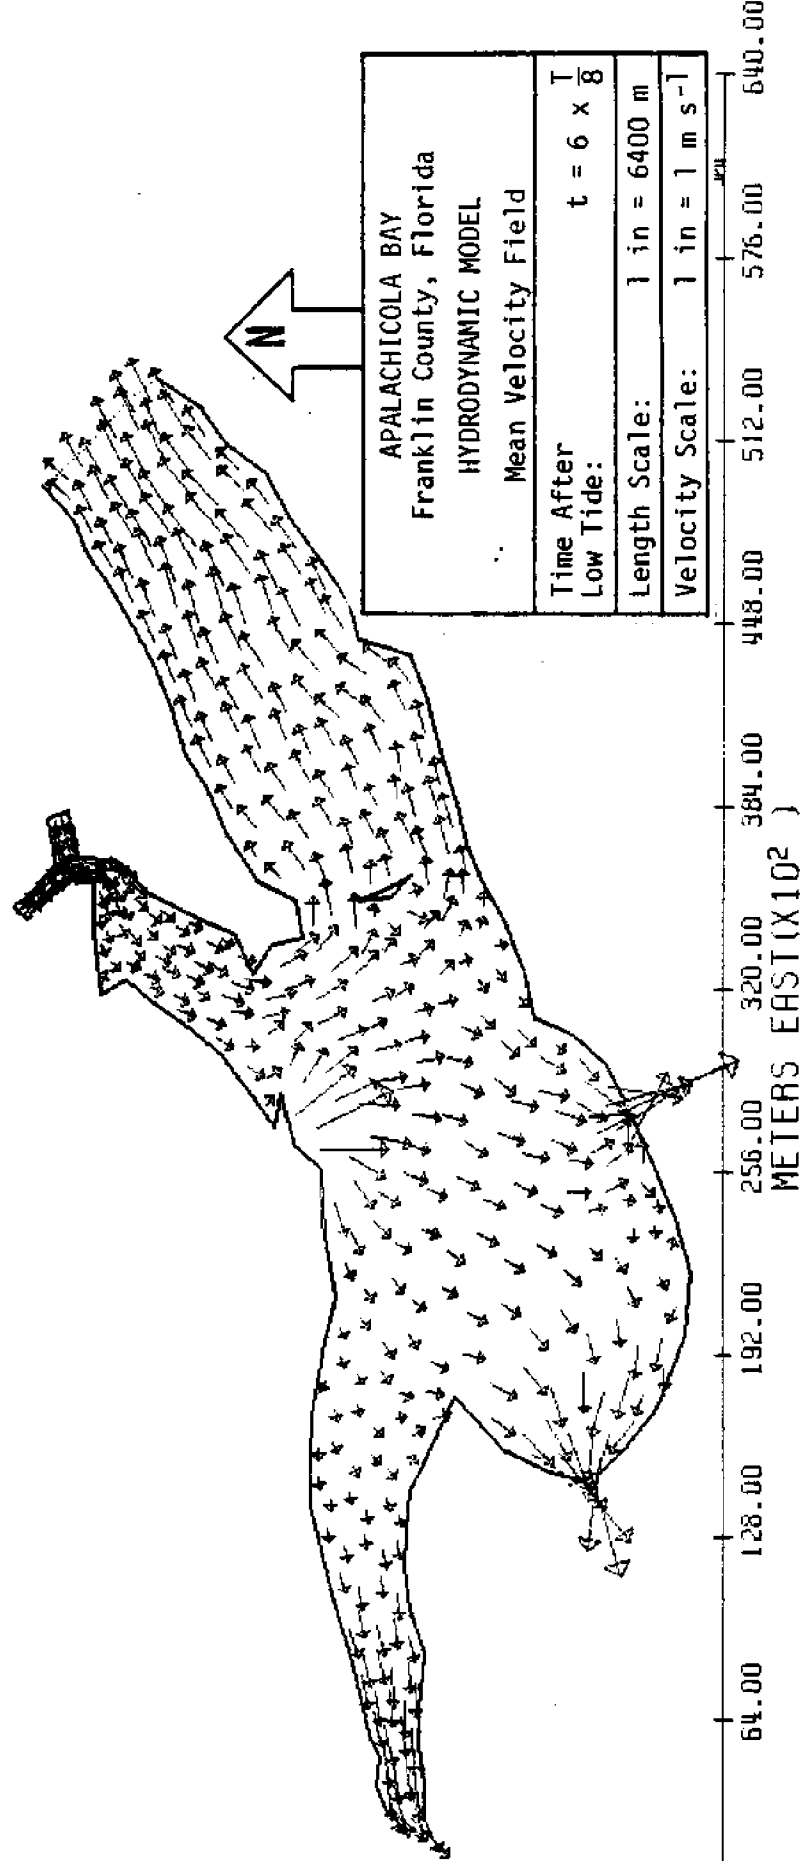 N
APALACHICOLA BAY
Franklin County, Florida
HYDRODYNAMIC MODEL
Mean Velocity Field
Time After
Low Tide: t = 6 x T/8
Length Scale: 1 in = 6400 m
Velocity Scale: 1 in = 1 m s-1
64.00 128.00 192.00 256.00 320.00 384.00 448.00 512.00 576.00 640.00
METERS EAST(X10² )